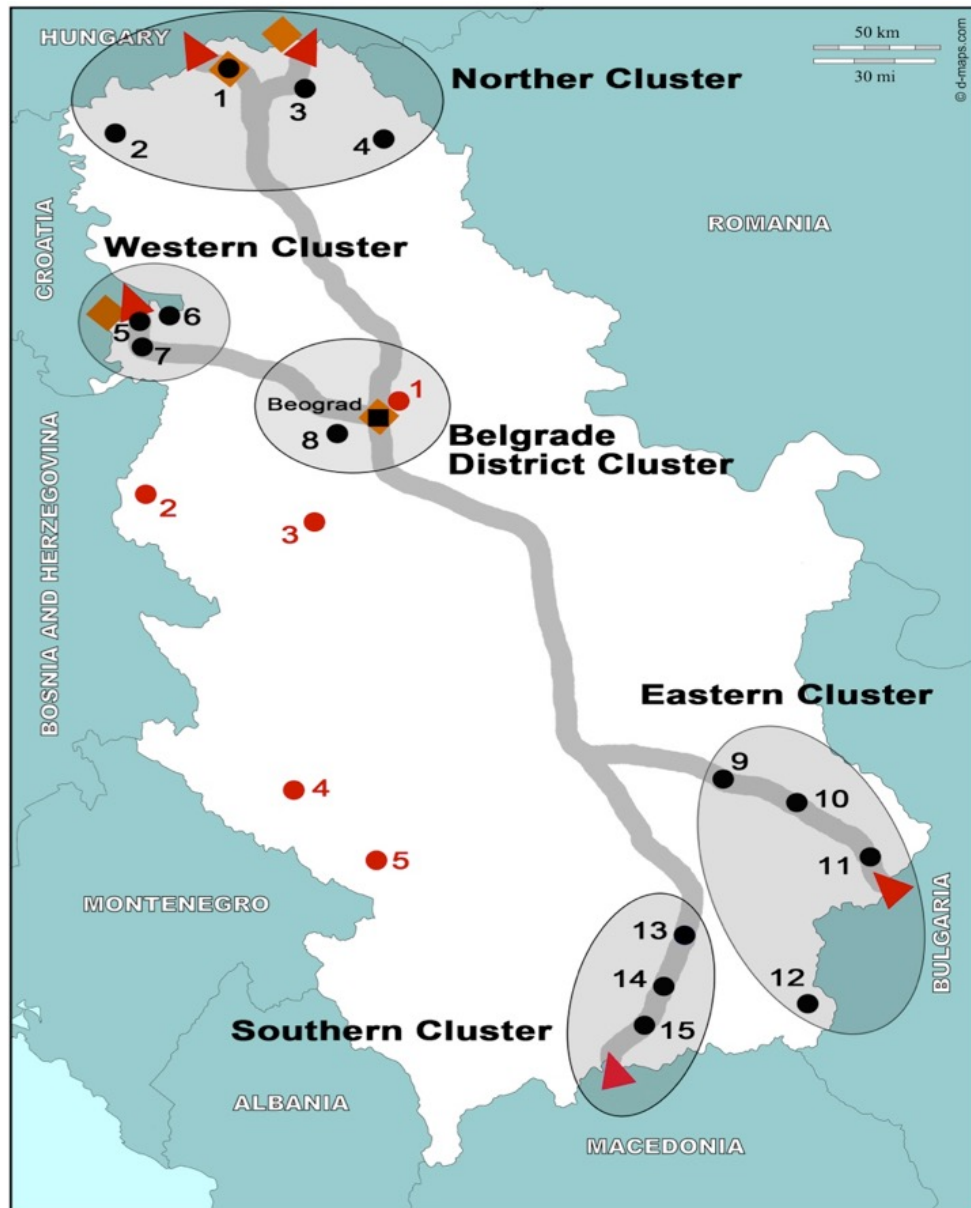 HUNGARY
50 km
30 mi
© d-maps.com
Norther Cluster
1
3
2
4
CROATIA
ROMANIA
Western Cluster
5
6
7
Beograd
1
8
Belgrade
District Cluster
BOSNIA AND HERZEGOVINA
2
3
Eastern Cluster
9
10
4
11
5
MONTENEGRO
BULGARIA
13
12
14
Southern Cluster
15
ALBANIA
MACEDONIA